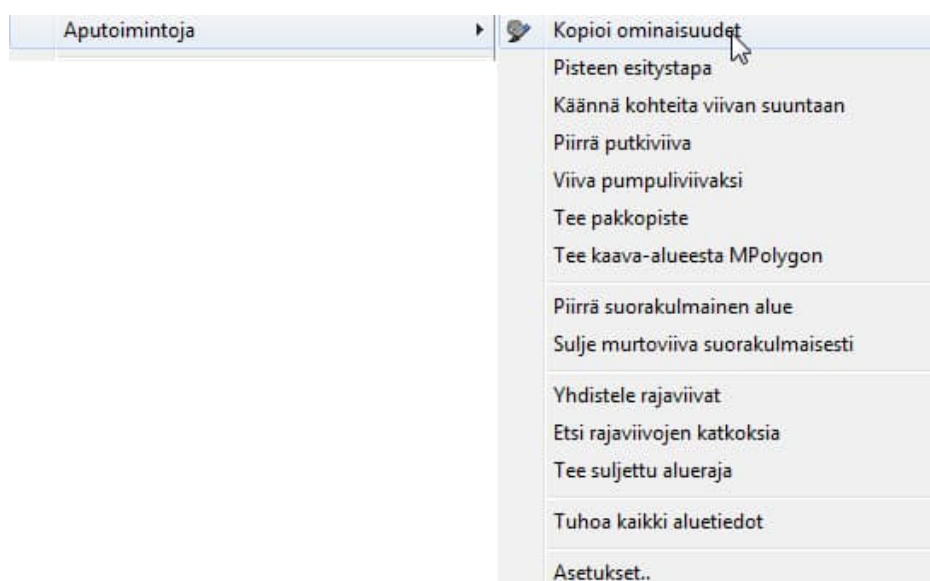 Aputoimintoja
Kopioi ominaisuudet
Pisteen esitystapa
Käännä kohteita viivan suuntaan
Piirrä putkiviiva
Viiva pumpuliviivaksi
Tee pakkopiste
Tee kaava-alueesta MPolygon
Piirrä suorakulmainen alue
Sulje murtoviiva suorakulmaisesti
Yhdistele rajaviivat
Etsi rajaviivojen katkoksia
Tee suljettu alueraja
Tuhoa kaikki aluetiedot
Asetukset..